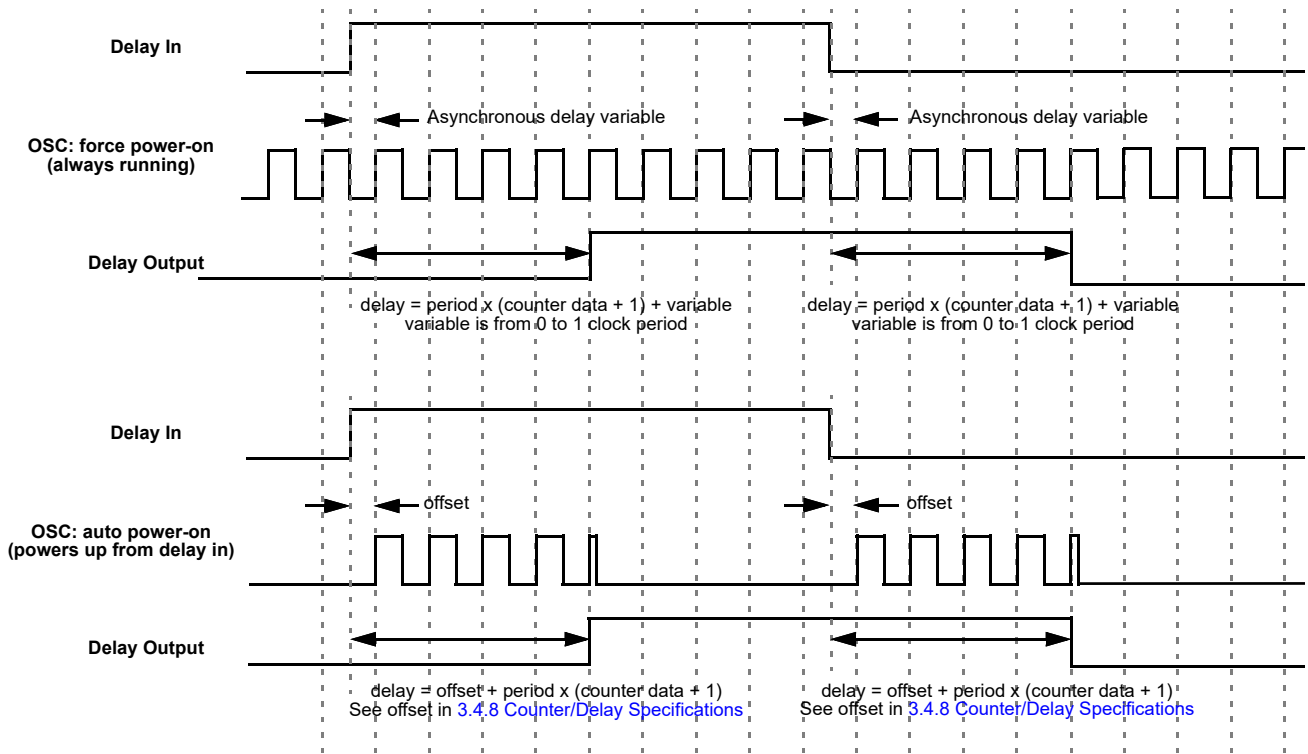 Delay In
Asynchronous delay variable
Asynchronous delay variable
OSC: force power-on
(always running)
Delay Output
delay = period x (counter data + 1) + variable
variable is from 0 to 1 clock period
delay = period x (counter data + 1) + variable
variable is from 0 to 1 clock period
Delay In
offset
offset
OSC: auto power-on
(powers up from delay in)
Delay Output
delay = offset + period x (counter data + 1)
See offset in 3.4.8 Counter/Delay Specifications
delay = offset + period x (counter data + 1)
See offset in 3.4.8 Counter/Delay Specifications